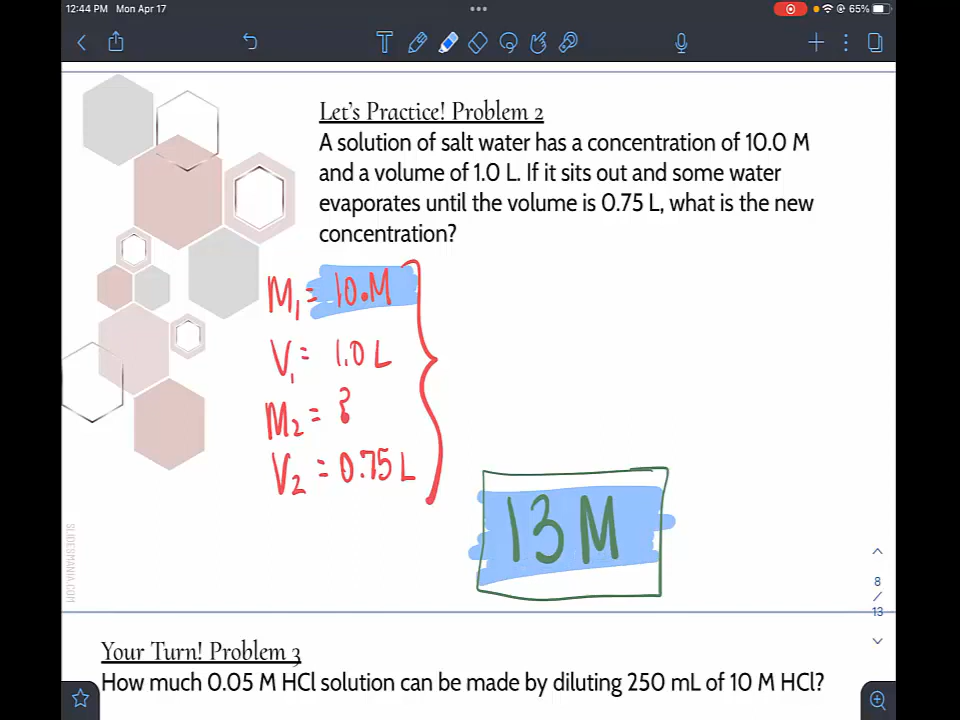 12:44 PM Mon Apr 17
65%
Let's Practice! Problem 2
A solution of salt water has a concentration of 10.0 M
and a volume of 1.0 L. If it sits out and some water
evaporates until the volume is 0.75 L, what is the new
concentration?
M₁ = 10.M
V₁ = 1.0 L
M₂ = ?
V₂ = 0.75 L
13 M
SLIDESMANIA.COM
8
/
13
Your Turn! Problem 3
How much 0.05 M HCl solution can be made by diluting 250 mL of 10 M HCl?